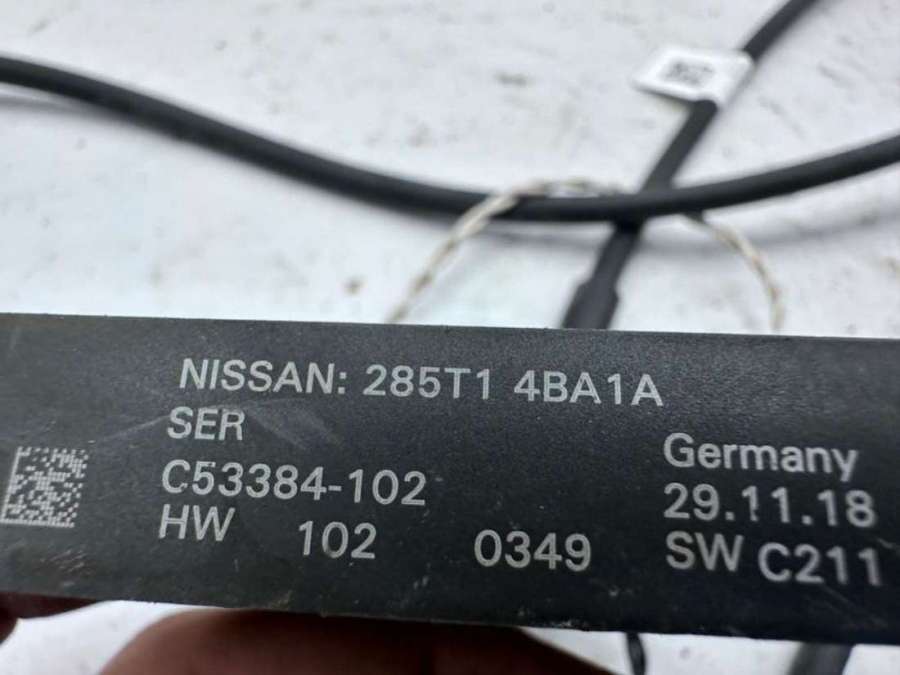 NISSAN: 285T1 4BA1A
SER
C53384-102
HW 102 0349
Germany
29.11.18
SW C211